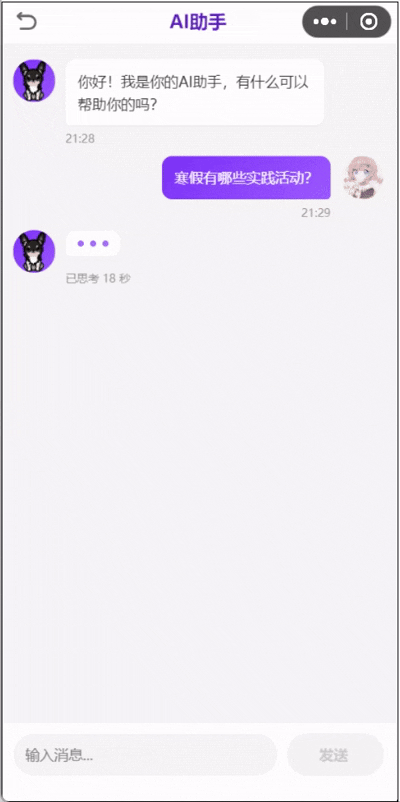 AI助手
你好！我是你的AI助手，有什么可以
帮助你的吗？
21:28
寒假有哪些实践活动？
21:29
已思考 18 秒
输入消息...
发送